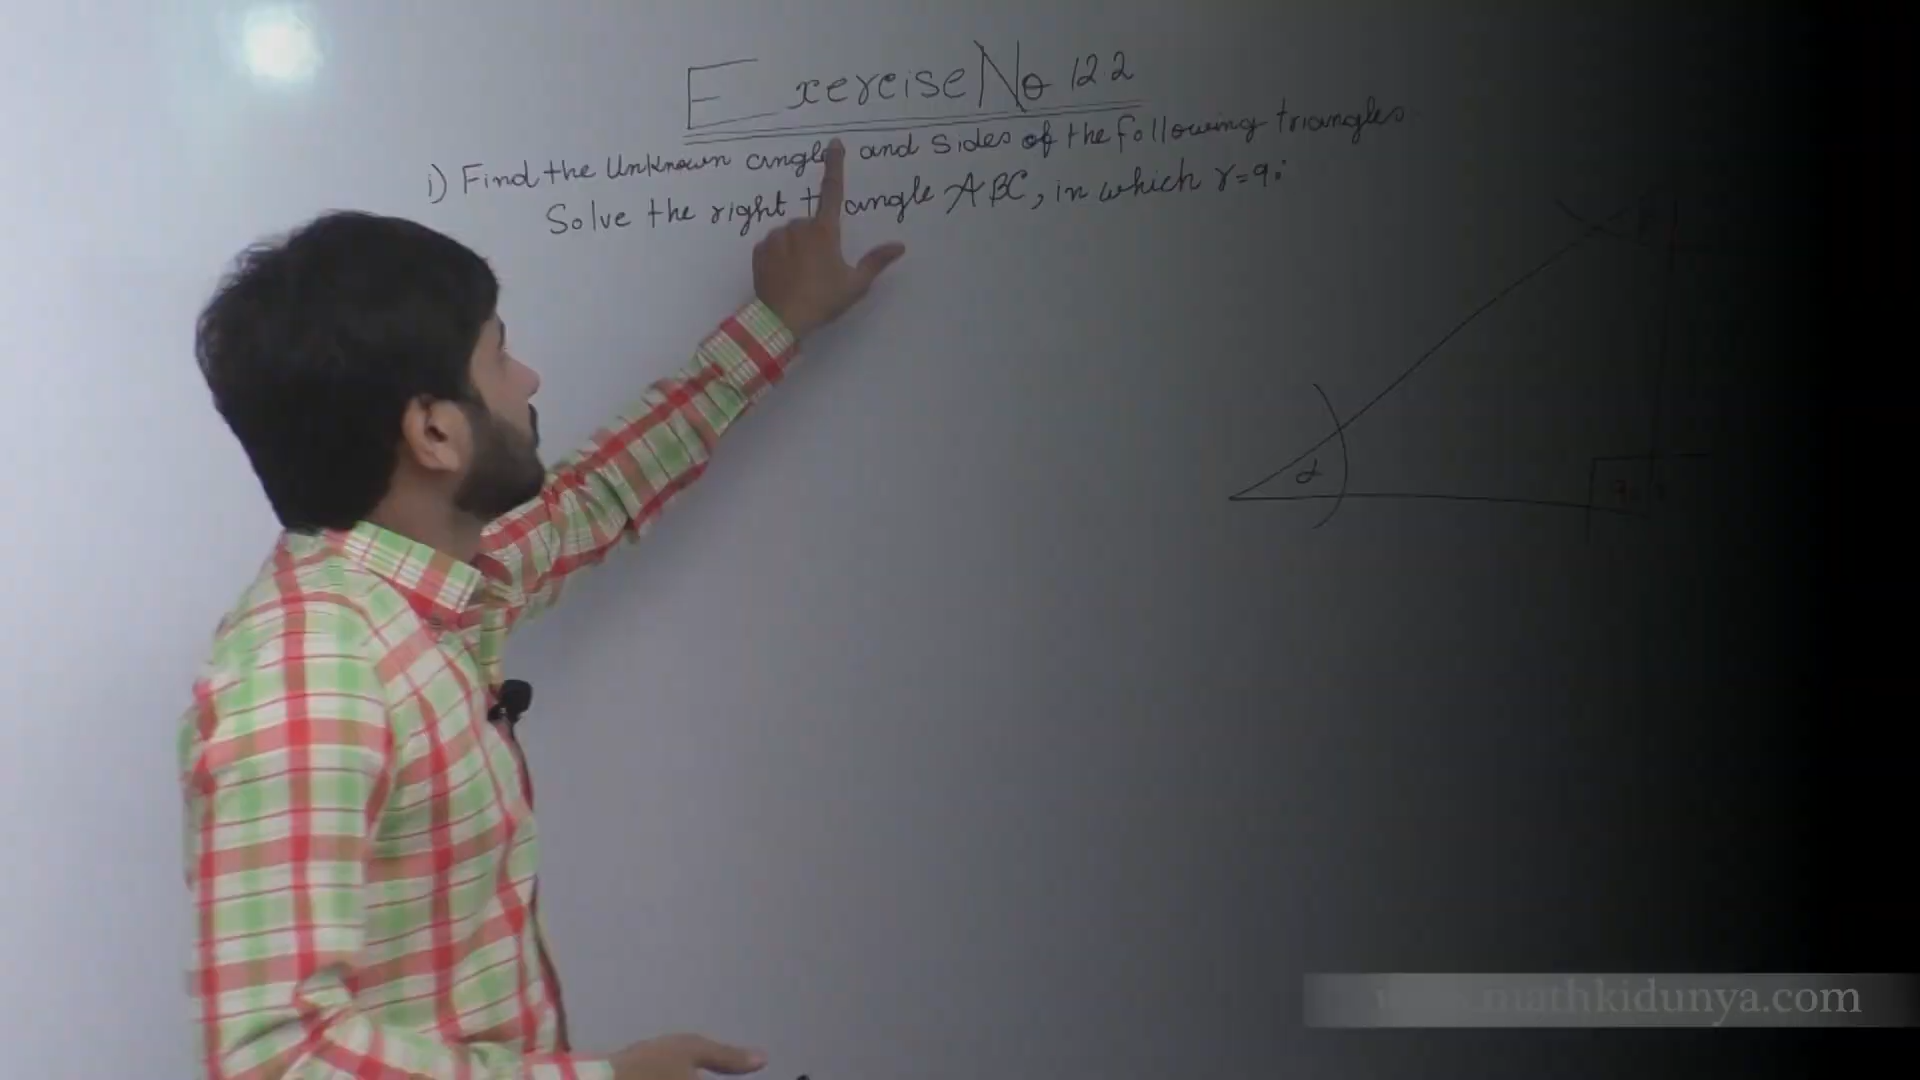 Exercise No 12 2
i) Find the Unknown angles and sides of the following triangles.
Solve the right triangle ABC, in which γ=90
α
www.mathkidunya.com